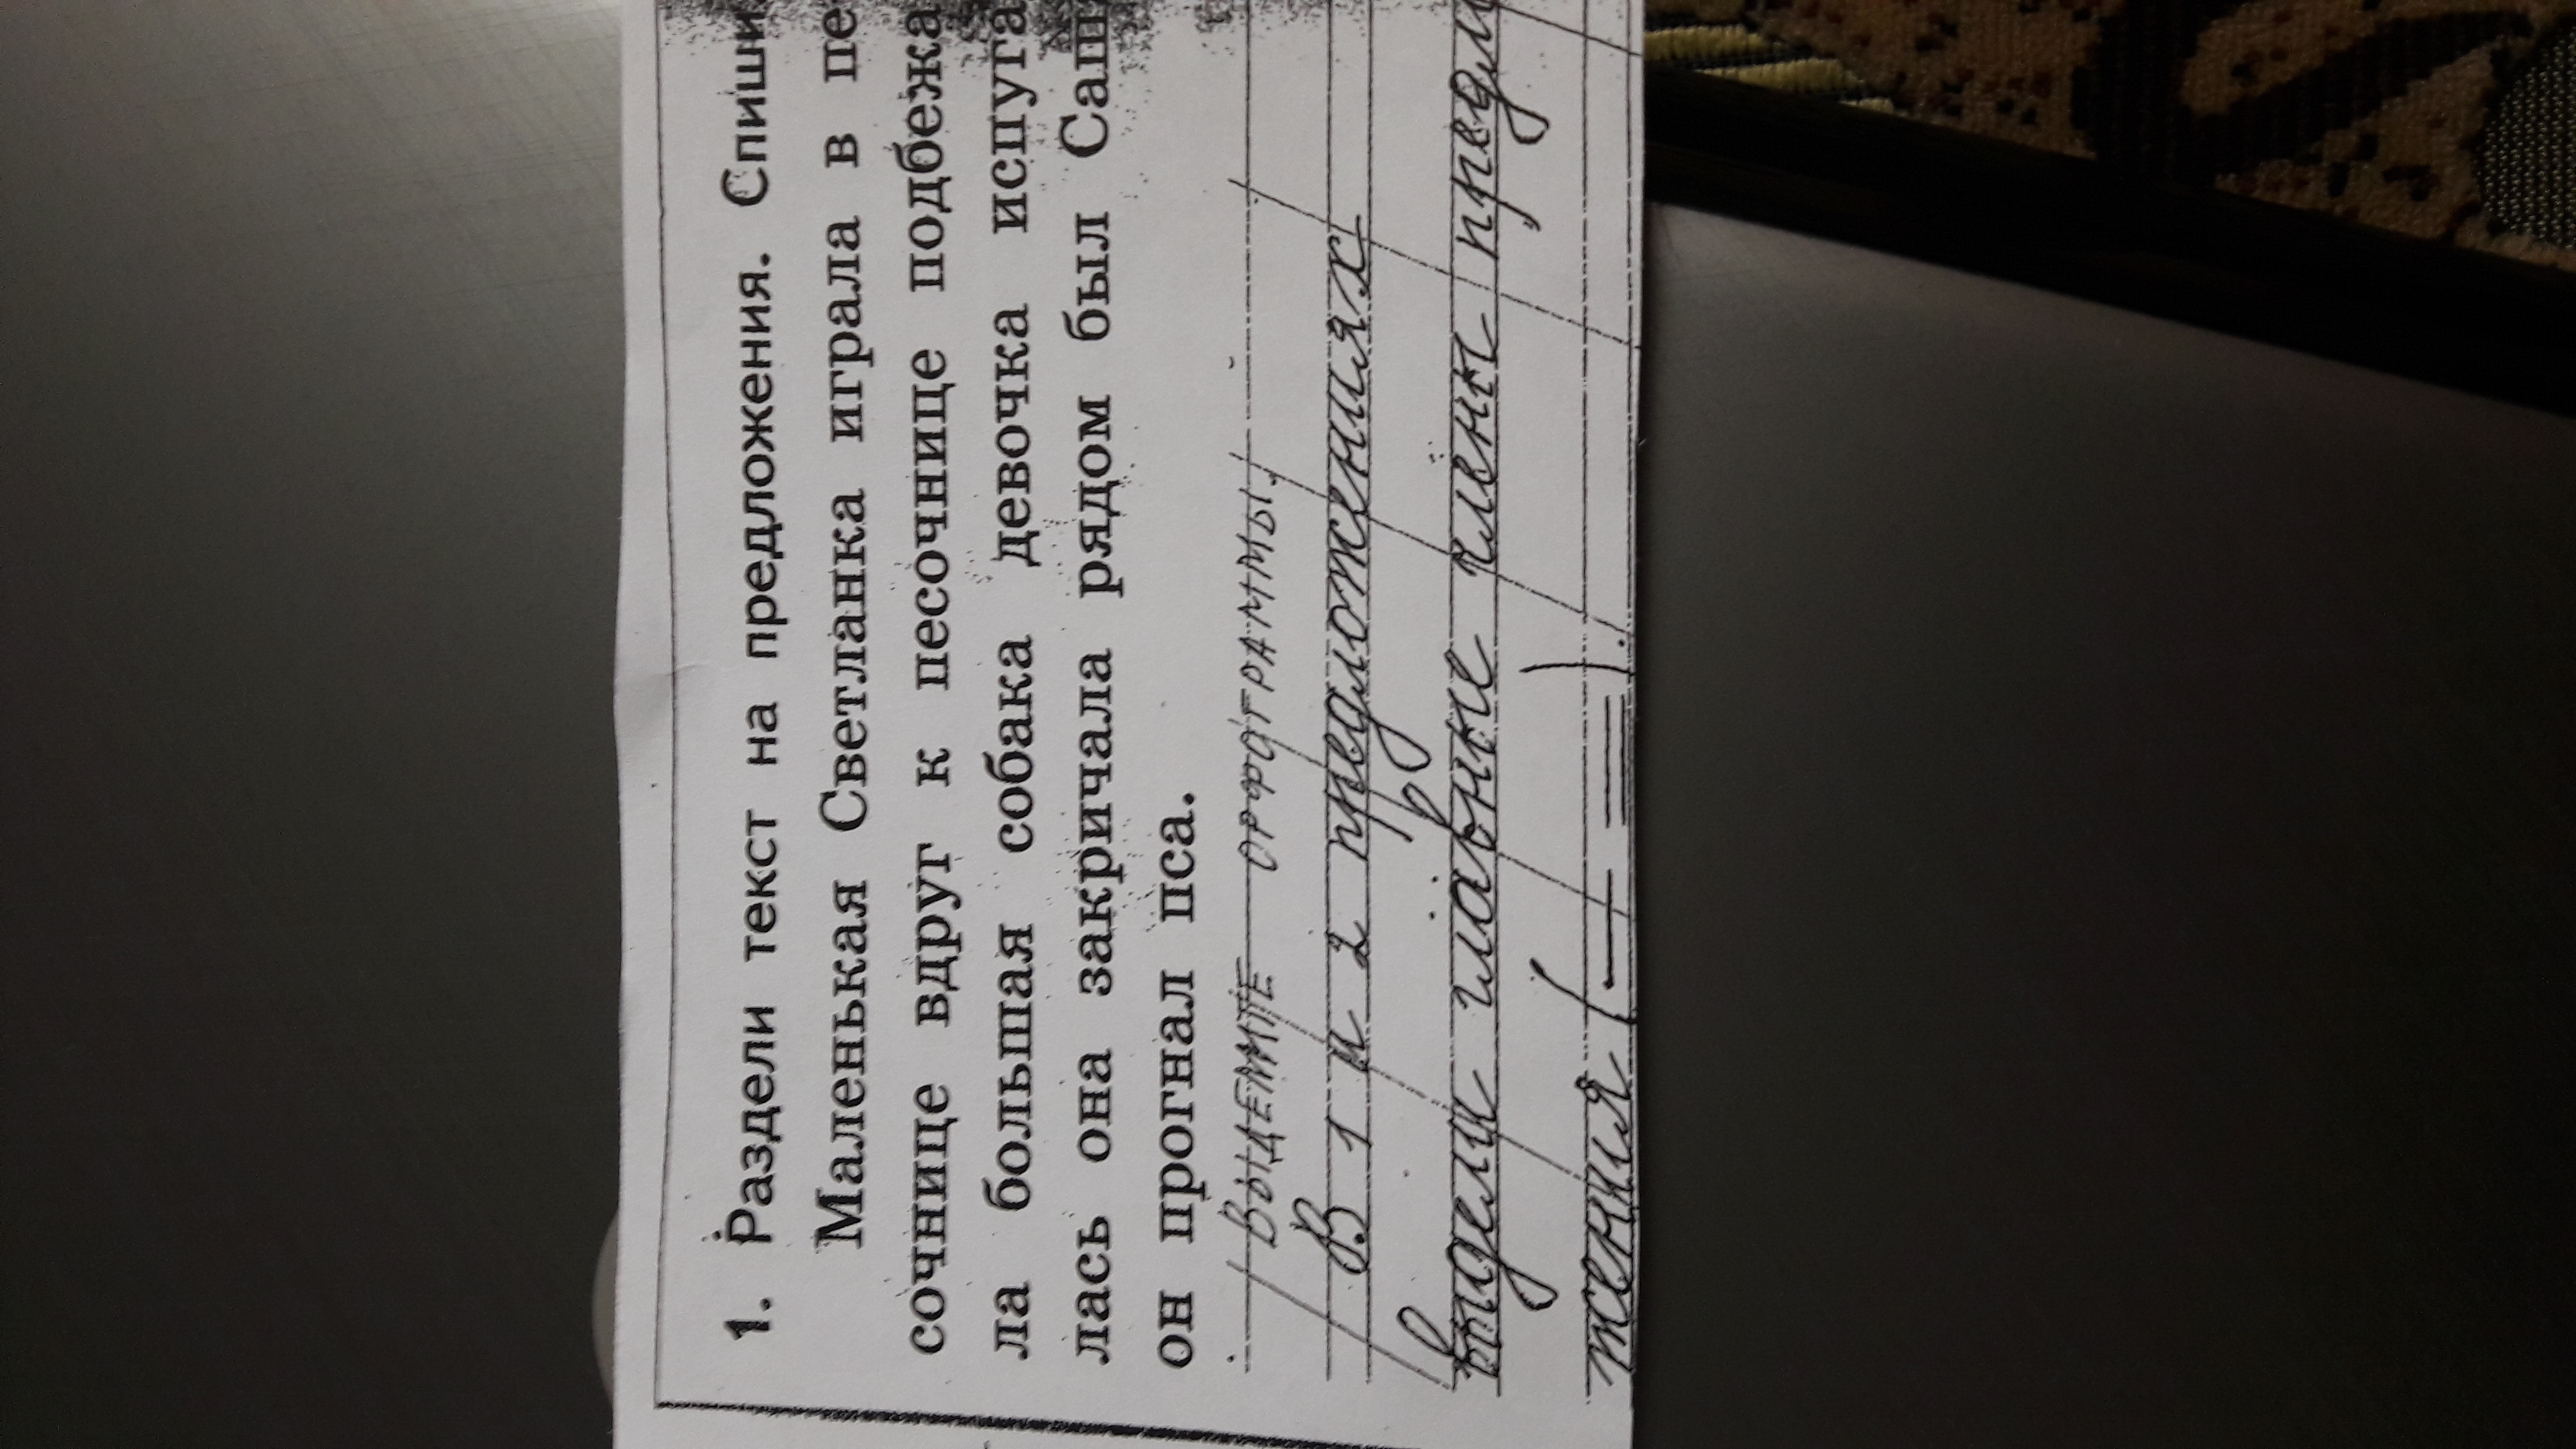 1. Раздели текст на предложения. Спиши.
Маленькая Светланка играла в пе
сочнице вдруг к песочнице подбежа
ла большая собака девочка испуга
лась она закричала рядом был Саш
он прогнал пса.
ВЫДЕЛИТЕ ОРФОГРАММЫ.
В 1 и 2 предложениях
выдели главные члены предло
жения ( — = ).